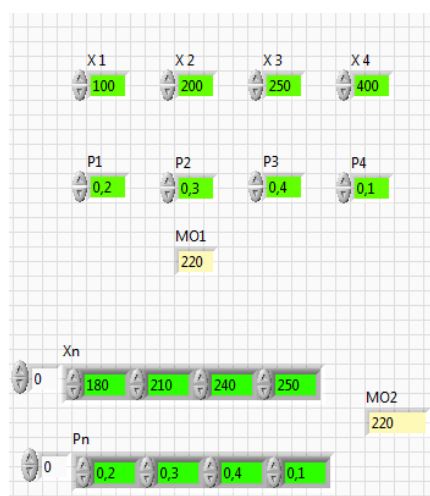 X 1 X 2 X 3 X 4
100 200 250 400
P1 P2 P3 P4
0,2 0,3 0,4 0,1
MO1
220
Xn
0 180 210 240 250
MO2
220
Pn
0 0,2 0,3 0,4 0,1